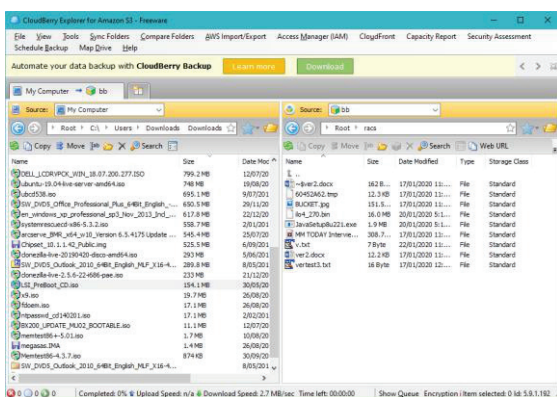 CloudBerry Explorer for Amazon S3 - Freeware
File View Tools Sync Folders Compare Folders AWS Import/Export Access Manager (IAM) CloudFront Capacity Report Security Assessment
Schedule Backup Map Drive Help
Automate your data backup with CloudBerry Backup Learn more Download
My Computer bb
Source: My Computer Source: bb
Root C:\ Users Downloads Downloads Root racs
Copy Move Search Copy Move Search Web URL
Name Size Date Mod Name Size Date Modified Type Storage Class
DELL_LCDRVPCK_WIN_18.07.200.277.ISO 799.2 MB 12/07/20 ..
ubuntu-19.04-live-server-amd64.iso 748 MB 19/08/20 ~$ver2.docx 162 B... 17/01/2020 11:... File Standard
ubcd538.iso 695.1 MB 9/07/201 60452A62.tmp 12.3 KB 17/01/2020 11:... File Standard
SW_DVD5_Office_Professional_Plus_64Bit_English_-... 650.5 MB 29/11/20 BUCKET.jpg 151.5... 17/01/2020 11:... File Standard
en_windows_xp_professional_sp3_Nov_2013_Incl_... 617.8 MB 22/12/20 ilo4_270.bin 16.0 MB 20/01/2020 5:1... File Standard
systemrescuecd-x86-5.3.2.iso 558.7 MB 2/01/201 JavaSetup8u221.exe 1.9 MB 20/01/2020 5:1... File Standard
arcserve_BMR_x64_w10_Version 6.5.4175 Update ... 545.4 MB 25/07/20 MM TODAY Intervie... 308.7... 17/01/2020 11:... File Standard
Chipset_10.1.1.42_Public.img 525.5 MB 6/09/201 v.txt 7 Byte 22/01/2020 11:... File Standard
clonezilla-live-20190420-disco-amd64.iso 293 MB 5/06/201 ver2.docx 12.2 KB 17/01/2020 11:... File Standard
SW_DVD5_Outlook_2010_64Bit_English_MLF_X16-4... 289.8 MB 8/05/201 vertest3.txt 16 Byte 17/01/2020 12:... File Standard
clonezilla-live-2.5.6-22-i686-pae.iso 233 MB 21/12/20
LSI_PreBoot_CD.iso 154.1 MB 30/05/20
x9.iso 19.7 MB 26/08/20
fdoem.iso 17.1 MB 26/08/20
ntpasswd_cd140201.iso 17.1 MB 2/02/201
BX200_UPDATE_MU02_BOOTABLE.iso 11.1 MB 12/07/20
memtest86+-5.01.iso 1.7 MB 10/08/20
megasas.IMA 1.4 MB 26/08/20
Memtest86-4.3.7.iso 874 KB 30/09/20
SW_DVD5_Outlook_2010_64Bit_English_MLF_X16-4... 8/05/201
0 0 0 0 Completed: 0% Upload Speed: n/a Download Speed: 2.7 MB/sec Time left: 00:00:00 Show Queue Encryption